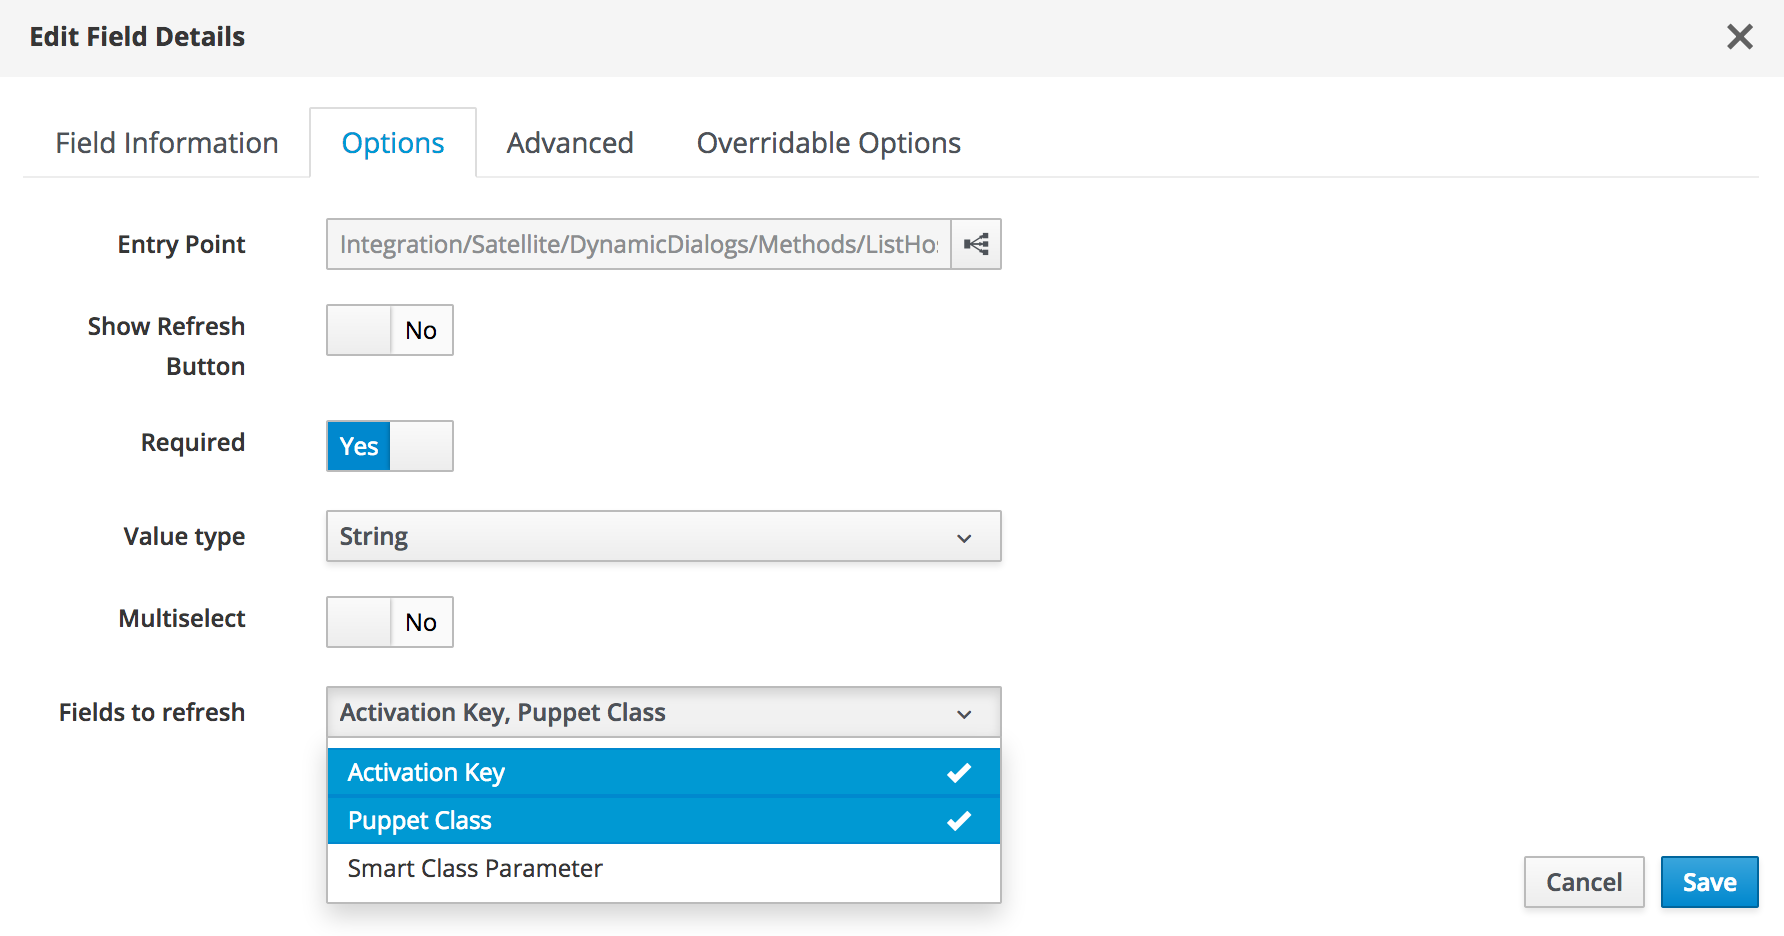 Edit Field Details
Field Information Options Advanced Overridable Options
Entry Point Integration/Satellite/DynamicDialogs/Methods/ListHo
Show Refresh Button No
Required Yes
Value type String
Multiselect No
Fields to refresh Activation Key, Puppet Class
Activation Key
Puppet Class
Smart Class Parameter
Cancel Save